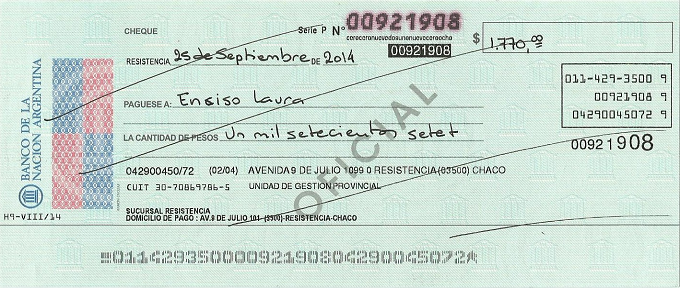 CHEQUE
Serie P Nº 00921908
ceroceronuevedosunonueveceroocho
00921908
$ 1.770,00
RESISTENCIA 25 de Septiembre DE 2014
011-429-3500 9
00921908 9
04290045072 9
PAGUESE A: Ensiso Laura
LA CANTIDAD DE PESOS Un mil setecientos setet
00921908
OFICIAL
BANCO DE LA
NACION ARGENTINA
042900450/72 (02/04) AVENIDA 9 DE JULIO 1099 0 RESISTENCIA (03500) CHACO
CUIT 30-70869786-5 UNIDAD DE GESTION PROVINCIAL
H9-VIII/14
SUCURSAL RESISTENCIA
DOMICILIO DE PAGO : AV.9 DE JULIO 101- (3500)-RESISTENCIA-CHACO
01142935000092190804290045072A